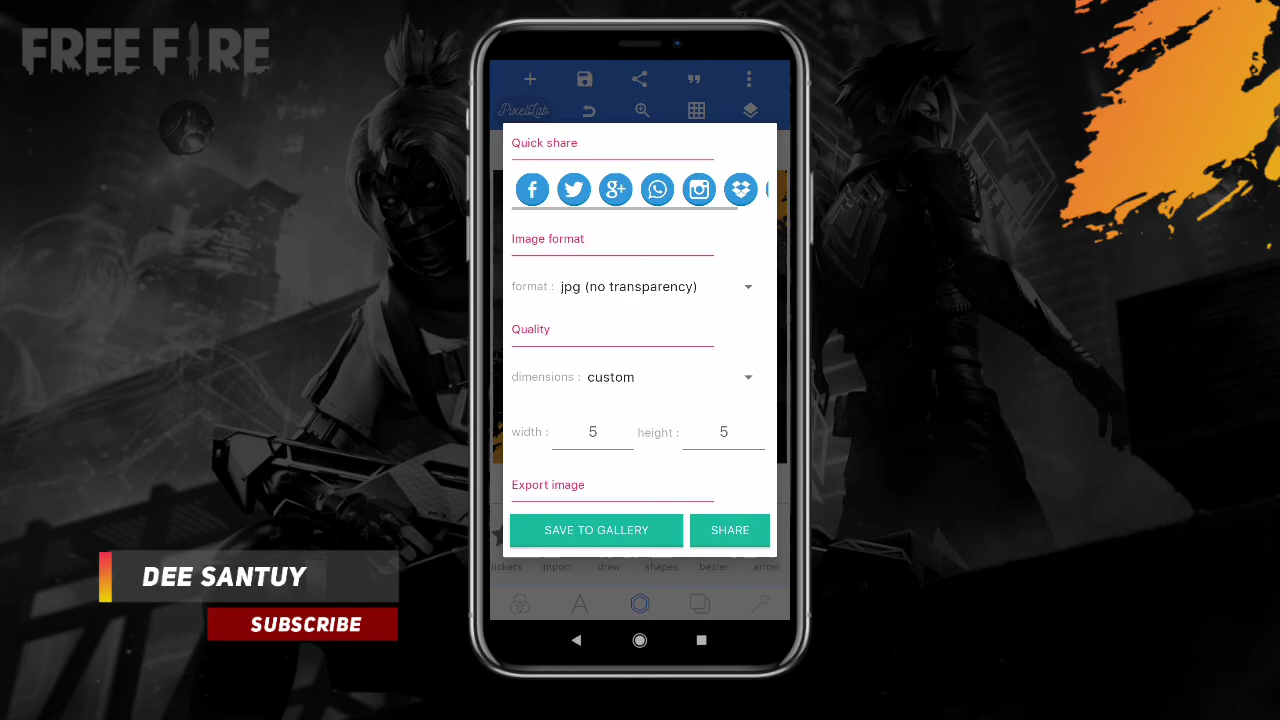 FREE FIRE
PixelLab
Quick share
Image format
format : jpg (no transparency)
Quality
dimensions : custom
width : 5 height : 5
Export image
SAVE TO GALLERY SHARE
tickers import draw shapes bezier arrow
DEE SANTUY
SUBSCRIBE